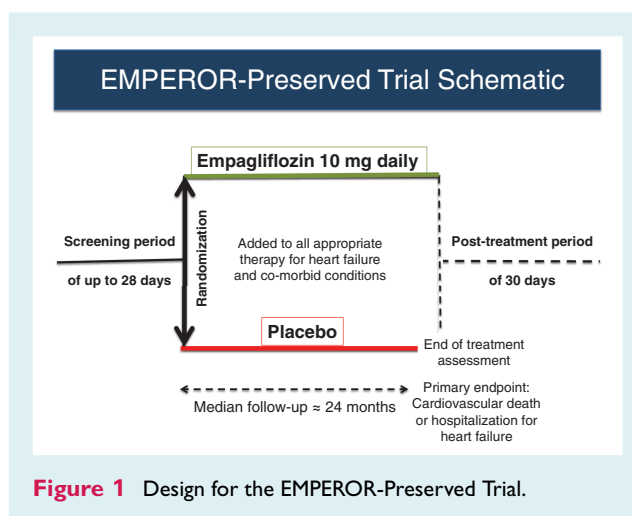 EMPEROR-Preserved Trial Schematic
Empagliflozin 10 mg daily
Screening period
of up to 28 days
Randomization
Added to all appropriate
therapy for heart failure
and co-morbid conditions
Post-treatment period
of 30 days
Placebo
End of treatment
assessment
Median follow-up ≈ 24 months
Primary endpoint:
Cardiovascular death
or hospitalization for
heart failure
Figure 1 Design for the EMPEROR-Preserved Trial.